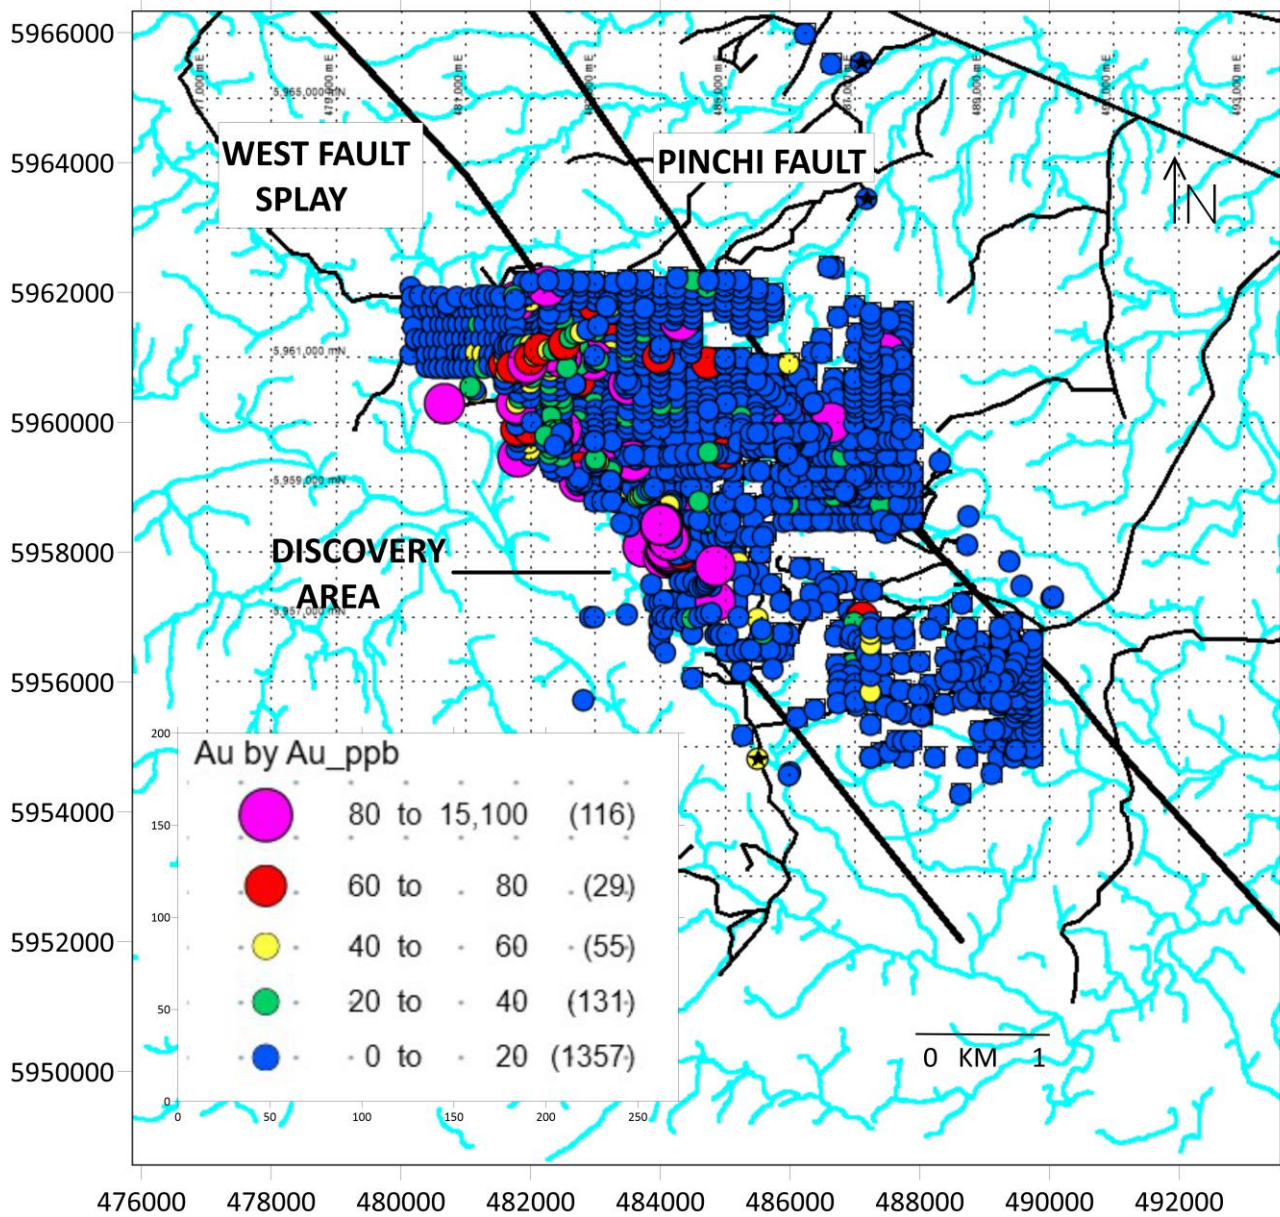 5966000
5964000
5962000
5960000
5958000
5956000
5954000
5952000
5950000
5,965,000 mN
5,961,000 mN
5,959,000 mN
5,957,000 mN
WEST FAULT
SPLAY
PINCHI FAULT
N
DISCOVERY
AREA
200
150
100
50
0
Au by Au_ppb
80 to 15,100 (116)
60 to 80 (29)
40 to 60 (55)
20 to 40 (131)
0 to 20 (1357)
0 50 100 150 200 250
0 KM 1
476000 478000 480000 482000 484000 486000 488000 490000 492000